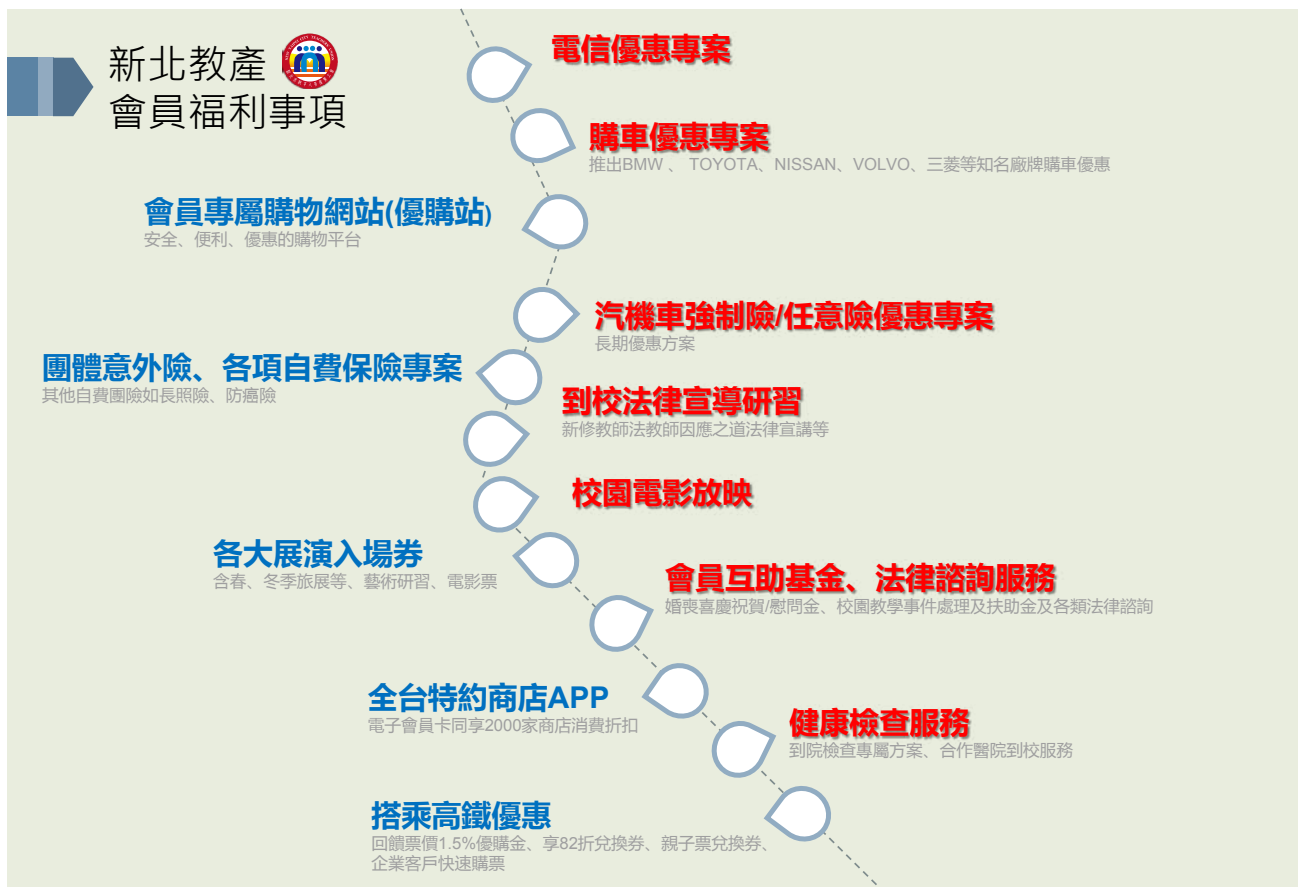 新北教產
會員福利事項
電信優惠專案
購車優惠專案
推出BMW 、 TOYOTA、NISSAN、VOLVO、三菱等知名廠牌購車優惠
會員專屬購物網站(優購站)
安全、便利、優惠的購物平台
汽機車強制險/任意險優惠專案
長期優惠方案
團體意外險、各項自費保險專案
其他自費團險如長照險、防癌險
到校法律宣導研習
新修教師法教師因應之道法律宣講等
校園電影放映
各大展演入場券
含春、冬季旅展等、藝術研習、電影票
會員互助基金、法律諮詢服務
婚喪喜慶祝賀/慰問金、校園教學事件處理及扶助金及各類法律諮詢
全台特約商店APP
電子會員卡同享2000家商店消費折扣
健康檢查服務
到院檢查專屬方案、合作醫院到校服務
搭乘高鐵優惠
回饋票價1.5%優購金、享82折兌換券、親子票兌換券、
企業客戶快速購票